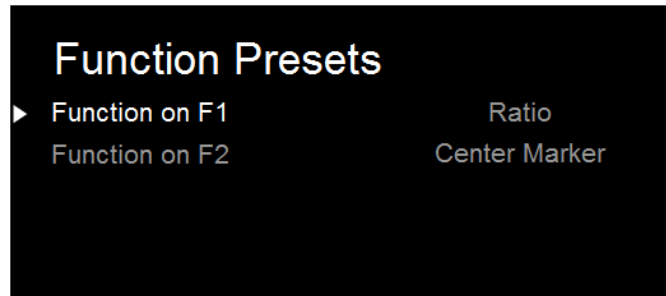 Function Presets
Function on F1 Ratio
Function on F2 Center Marker